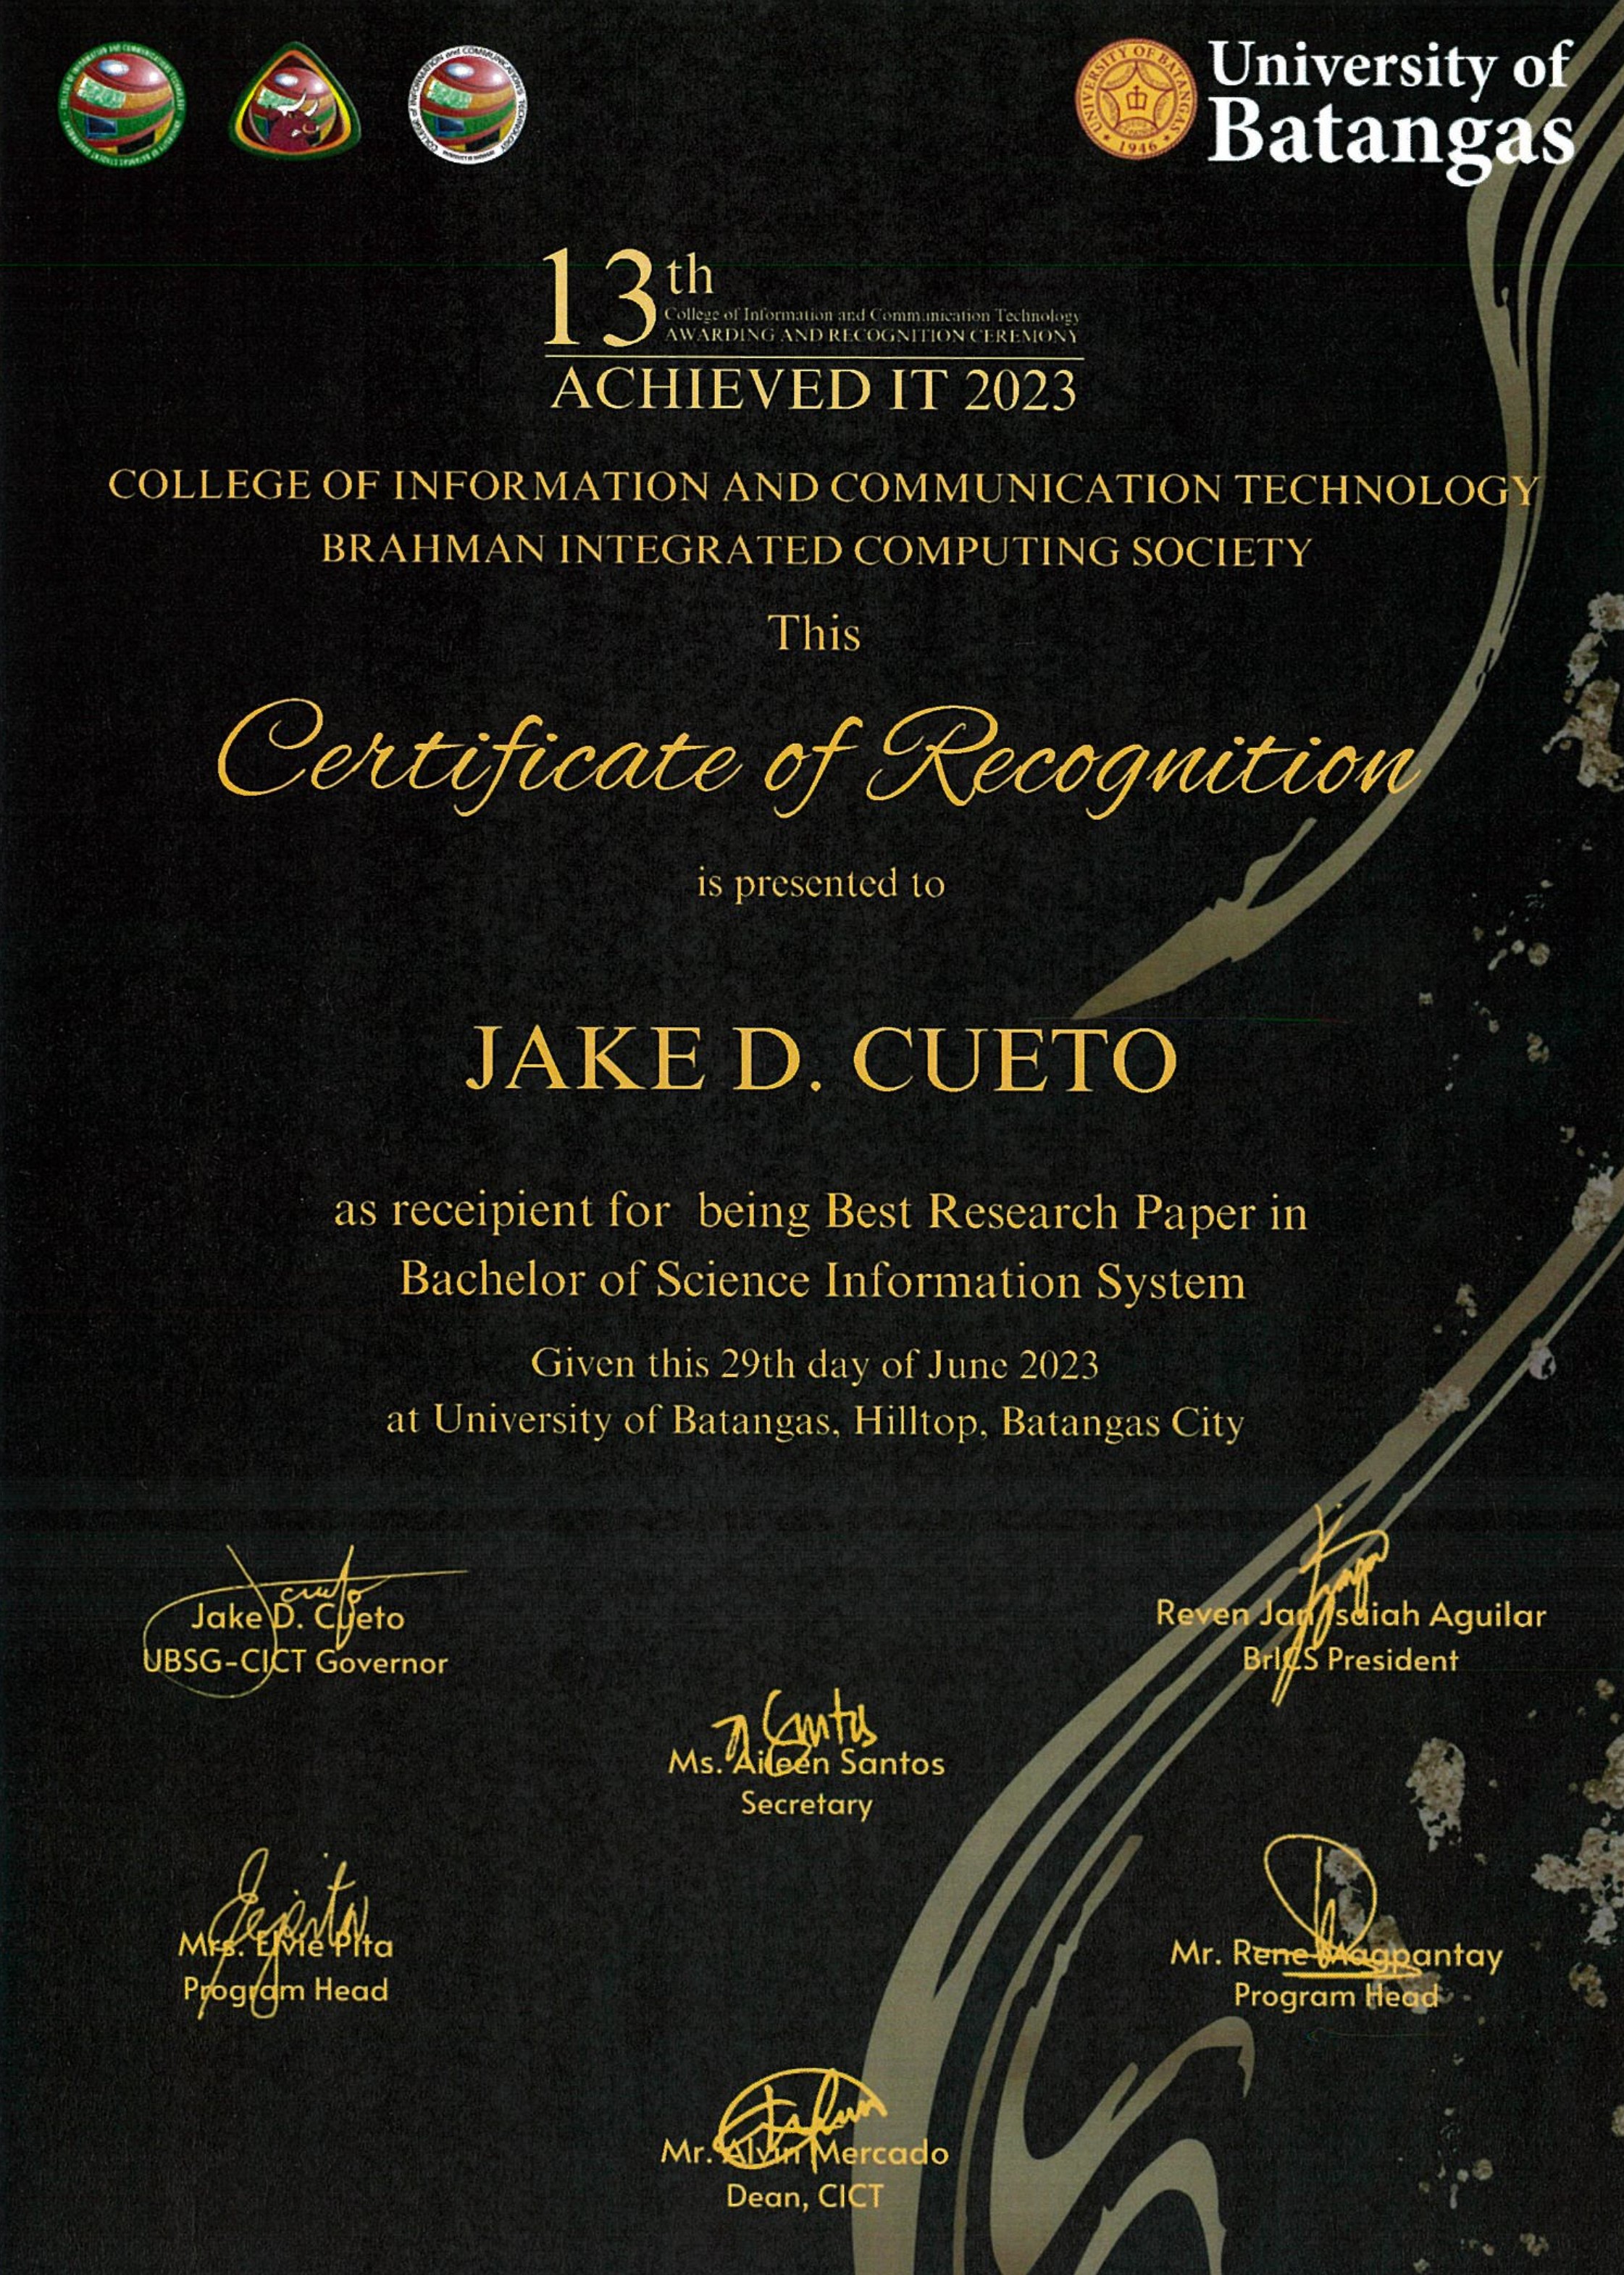 University of
Batangas
UNIVERSITY OF BATANGAS
1946
13th
College of Information and Communication Technology
AWARDING AND RECOGNITION CEREMONY
ACHIEVED IT 2023
COLLEGE OF INFORMATION AND COMMUNICATION TECHNOLOGY
BRAHMAN INTEGRATED COMPUTING SOCIETY
This
Certificate of Recognition
is presented to
JAKE D. CUETO
as receipient for being Best Research Paper in
Bachelor of Science Information System
Given this 29th day of June 2023
at University of Batangas, Hilltop, Batangas City
Jake D. Cueto
UBSG-CICT Governor
Reven Jan Isaiah Aguilar
BrICS President
Ms. Aileen Santos
Secretary
Mrs. Elvie Pita
Program Head
Mr. Rene Magpantay
Program Head
Mr. Alvin Mercado
Dean, CICT